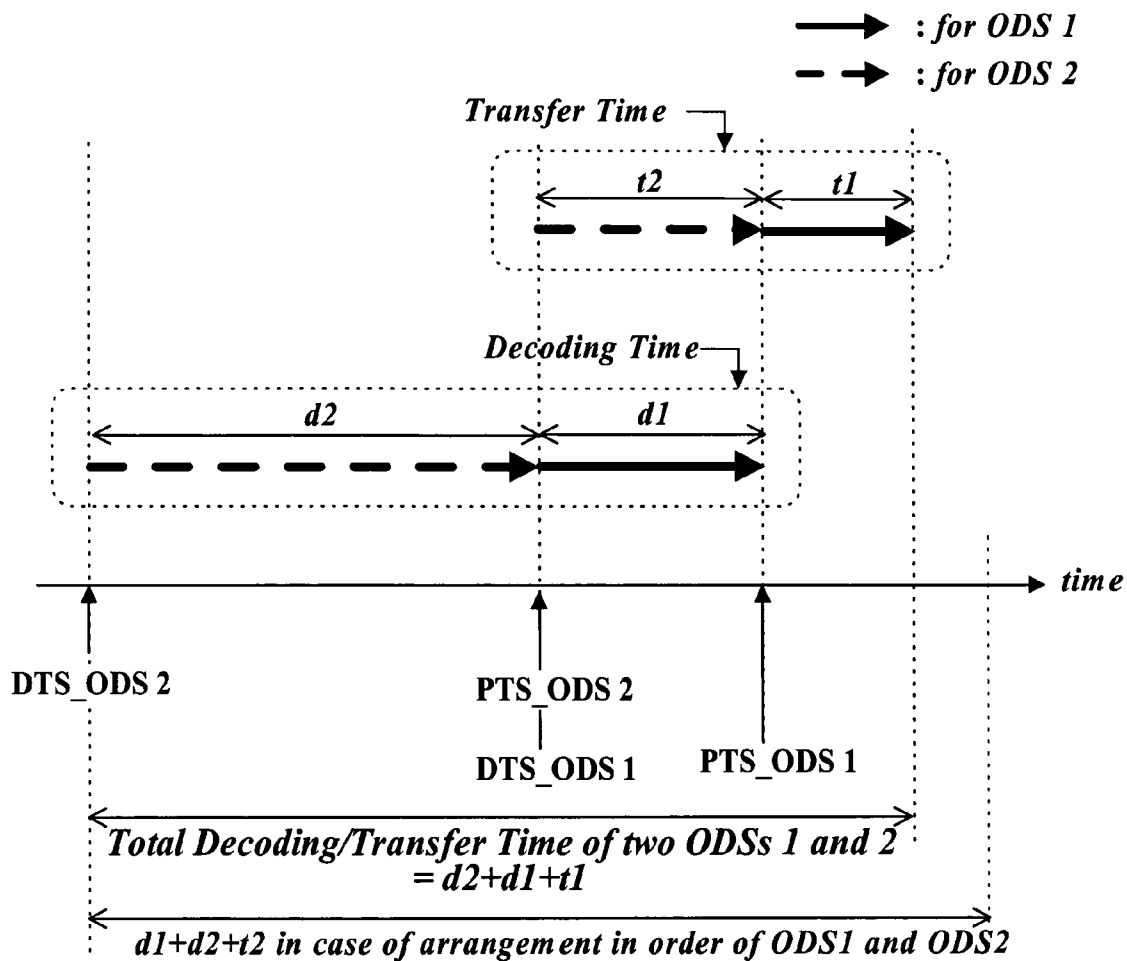 : for ODS 1
: for ODS 2
Transfer Time
t2
t1
Decoding Time
d2
d1
time
DTS_ODS 2
PTS_ODS 2
DTS_ODS 1
PTS_ODS 1
Total Decoding/Transfer Time of two ODSs 1 and 2
= d2+d1+t1
d1+d2+t2 in case of arrangement in order of ODS1 and ODS2